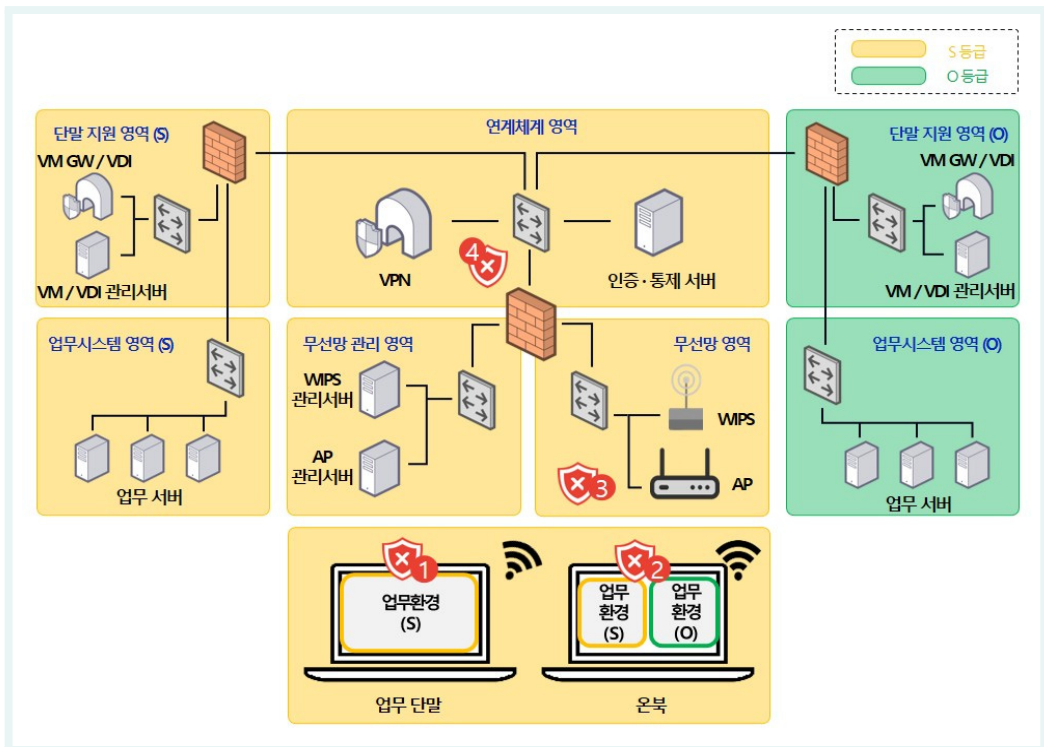 S 등급
O 등급
단말 지원 영역 (S)
VM GW / VDI
VM / VDI 관리서버
연계체계 영역
VPN
4
인증 · 통제 서버
단말 지원 영역 (O)
VM GW / VDI
VM / VDI 관리서버
업무시스템 영역 (S)
업무 서버
무선망 관리 영역
WIPS
관리서버
AP
관리서버
무선망 영역
WIPS
3
AP
업무시스템 영역 (O)
업무 서버
1
업무환경
(S)
업무 단말
2
업무
환경
(S)
업무
환경
(O)
온북